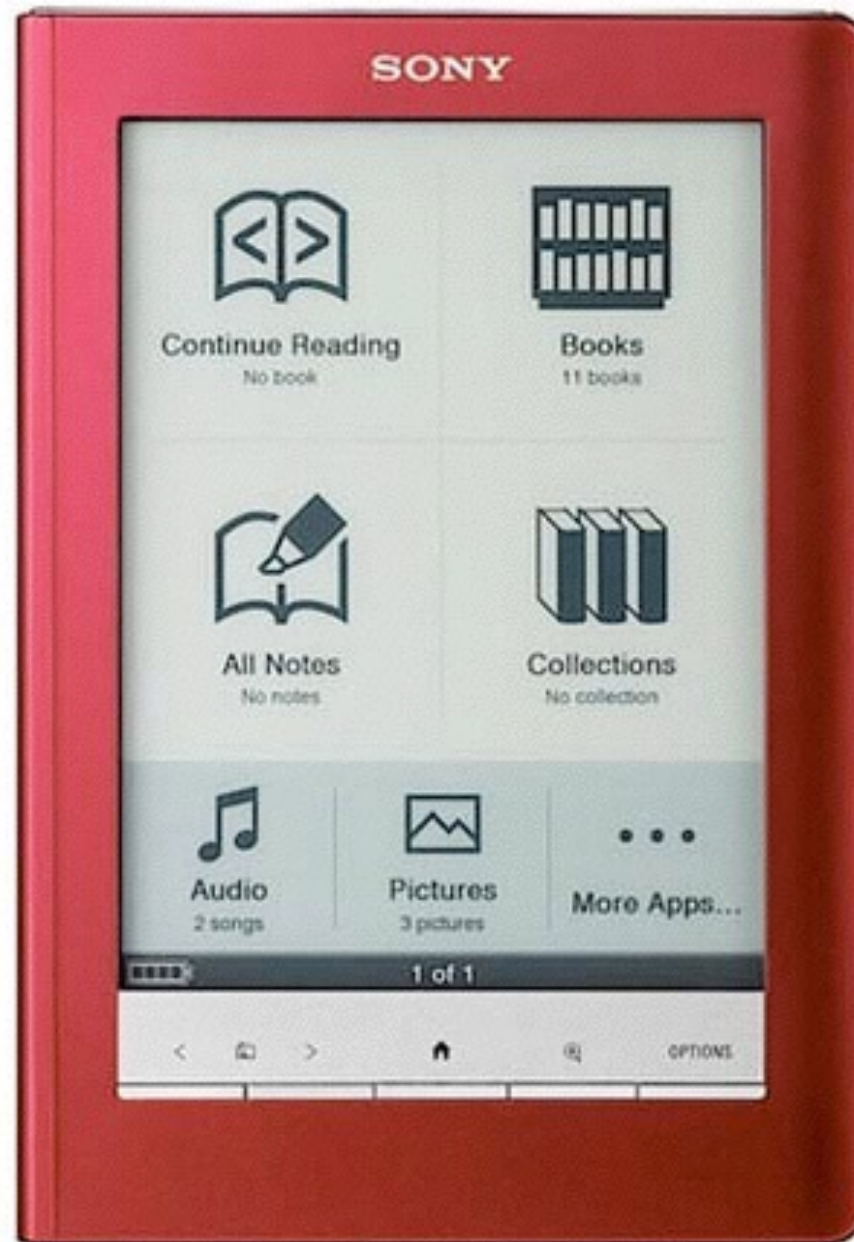 SONY
Continue Reading
No book
Books
11 books
All Notes
No notes
Collections
No collection
Audio
2 songs
Pictures
3 pictures
More Apps...
1 of 1
< > OPTIONS